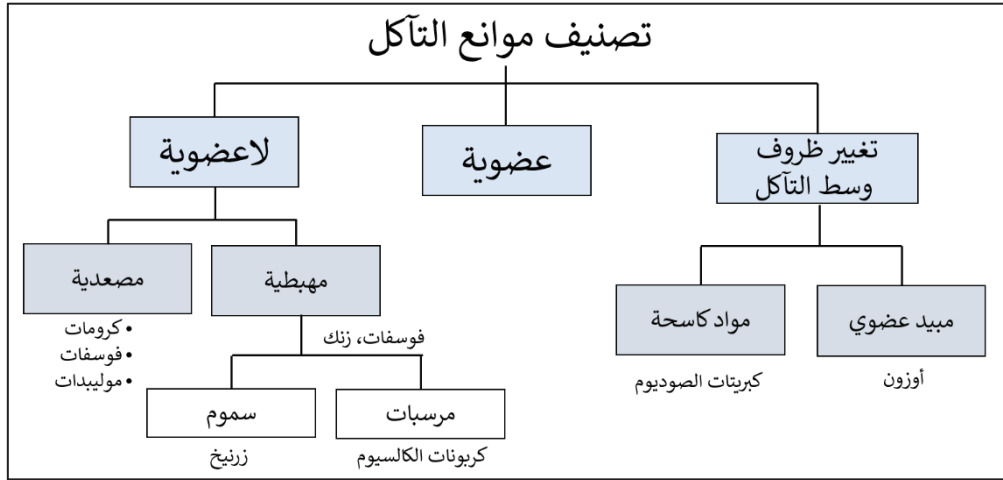 تصنيف موانع التآكل
تغيير ظروف
وسط التآكل
عضوية
لاعضوية
مبيد عضوي
أوزون
مواد كاسحة
كبريتات الصوديوم
مهبطية
فوسفات، زنك
مرسبات
كربونات الكالسيوم
سموم
زرنيخ
مصعدية
• كرومات
• فوسفات
• موليبدات